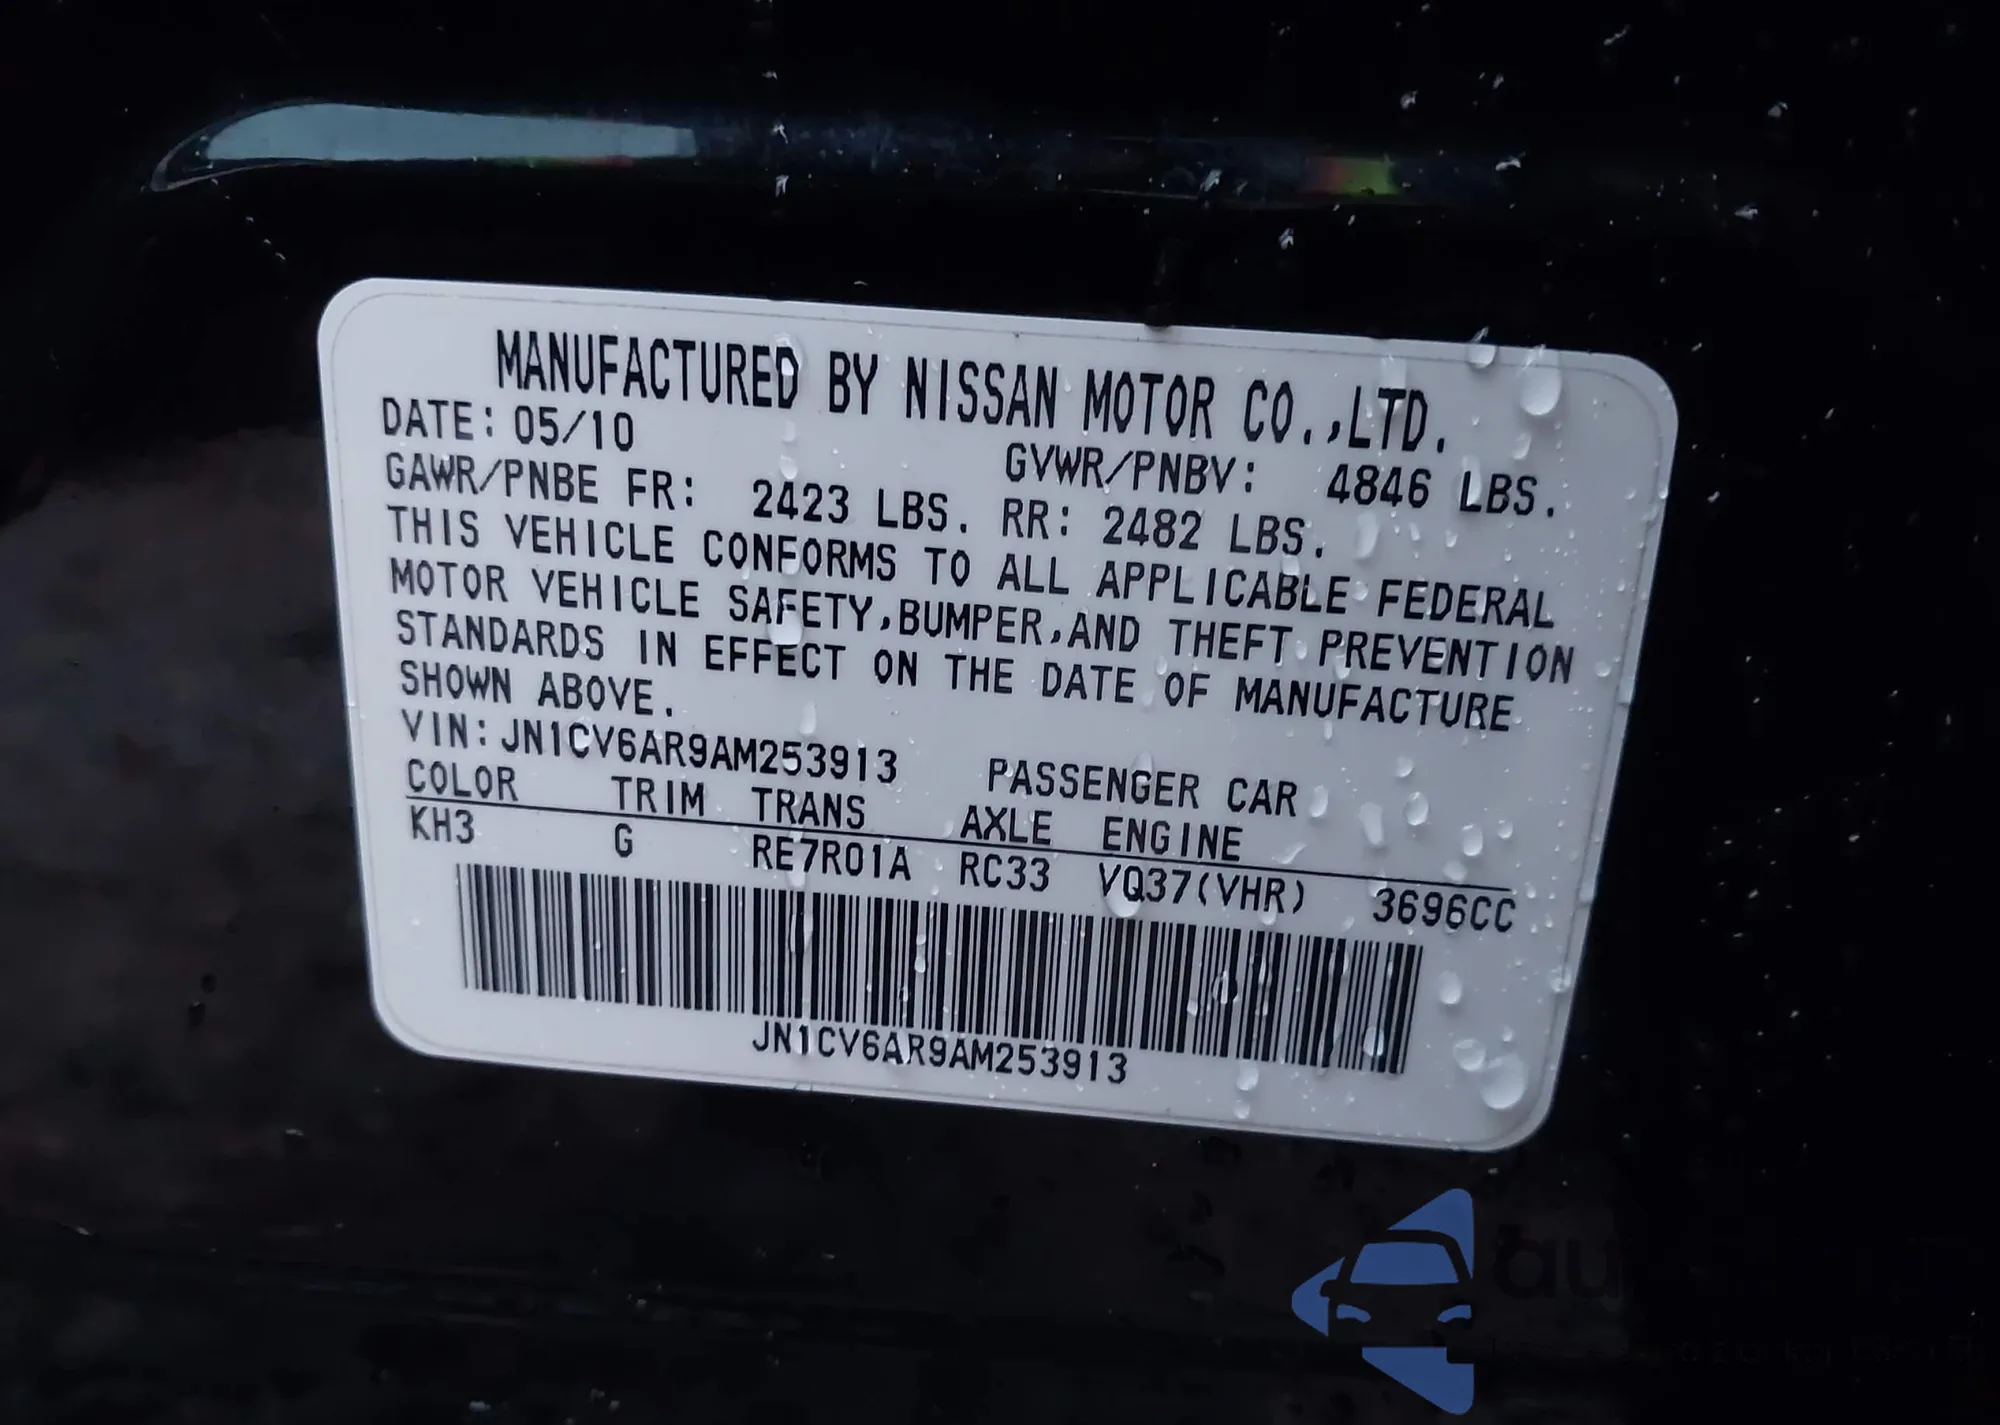 MANUFACTURED BY NISSAN MOTOR CO.,LTD.
DATE: 05/10 GVWR/PNBV: 4846 LBS.
GAWR/PNBE FR: 2423 LBS. RR: 2482 LBS.
THIS VEHICLE CONFORMS TO ALL APPLICABLE FEDERAL
MOTOR VEHICLE SAFETY,BUMPER,AND THEFT PREVENTION
STANDARDS IN EFFECT ON THE DATE OF MANUFACTURE
SHOWN ABOVE.
VIN: JN1CV6AR9AM253913 PASSENGER CAR
COLOR TRIM TRANS AXLE ENGINE
KH3 G RE7R01A RC33 VQ37(VHR) 3696CC
JN1CV6AR9AM253913